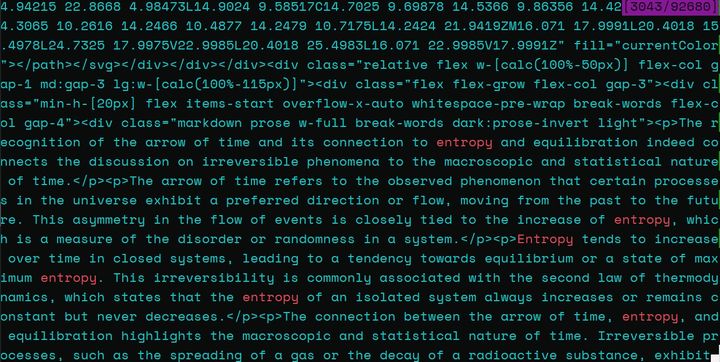 4.94215 22.8668 4.98473L14.9024 9.58517C14.7025 9.69878 14.5366 9.86356 14.42[3043/92680]
4.3065 10.2616 14.2466 10.4877 14.2479 10.7175L14.2424 21.9419ZM16.071 17.9991L20.4018 15
.4978L24.7325 17.9975V22.9985L20.4018 25.4983L16.071 22.9985V17.9991Z" fill="currentColor
"></path></svg></div></div></div><div class="relative flex w-[calc(100%-50px)] flex-col g
ap-1 md:gap-3 lg:w-[calc(100%-115px)]"><div class="flex flex-grow flex-col gap-3"><div cl
ass="min-h-[20px] flex items-start overflow-x-auto whitespace-pre-wrap break-words flex-c
ol gap-4"><div class="markdown prose w-full break-words dark:prose-invert light"><p>The r
ecognition of the arrow of time and its connection to entropy and equilibration indeed co
nnects the discussion on irreversible phenomena to the macroscopic and statistical nature
 of time.</p><p>The arrow of time refers to the observed phenomenon that certain processe
s in the universe exhibit a preferred direction or flow, moving from the past to the futu
re. This asymmetry in the flow of events is closely tied to the increase of entropy, whic
h is a measure of the disorder or randomness in a system.</p><p>Entropy tends to increase
 over time in closed systems, leading to a tendency towards equilibrium or a state of max
imum entropy. This irreversibility is commonly associated with the second law of thermody
namics, which states that the entropy of an isolated system always increases or remains c
onstant but never decreases.</p><p>The connection between the arrow of time, entropy, and
 equilibration highlights the macroscopic and statistical nature of time. Irreversible pr
ocesses, such as the spreading of a gas or the decay of a radioactive substance, exhibit